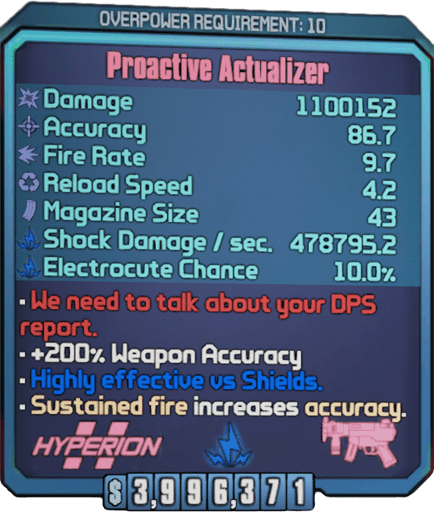 OVERPOWER REQUIREMENT: 10
Proactive Actualizer
Damage 1100152
Accuracy 86.7
Fire Rate 9.7
Reload Speed 4.2
Magazine Size 43
Shock Damage / sec. 478795.2
Electrocute Chance 10.0%
• We need to talk about your DPS
report.
• +200% Weapon Accuracy
• Highly effective vs Shields.
• Sustained fire increases accuracy.
HYPERION
$3,996,371